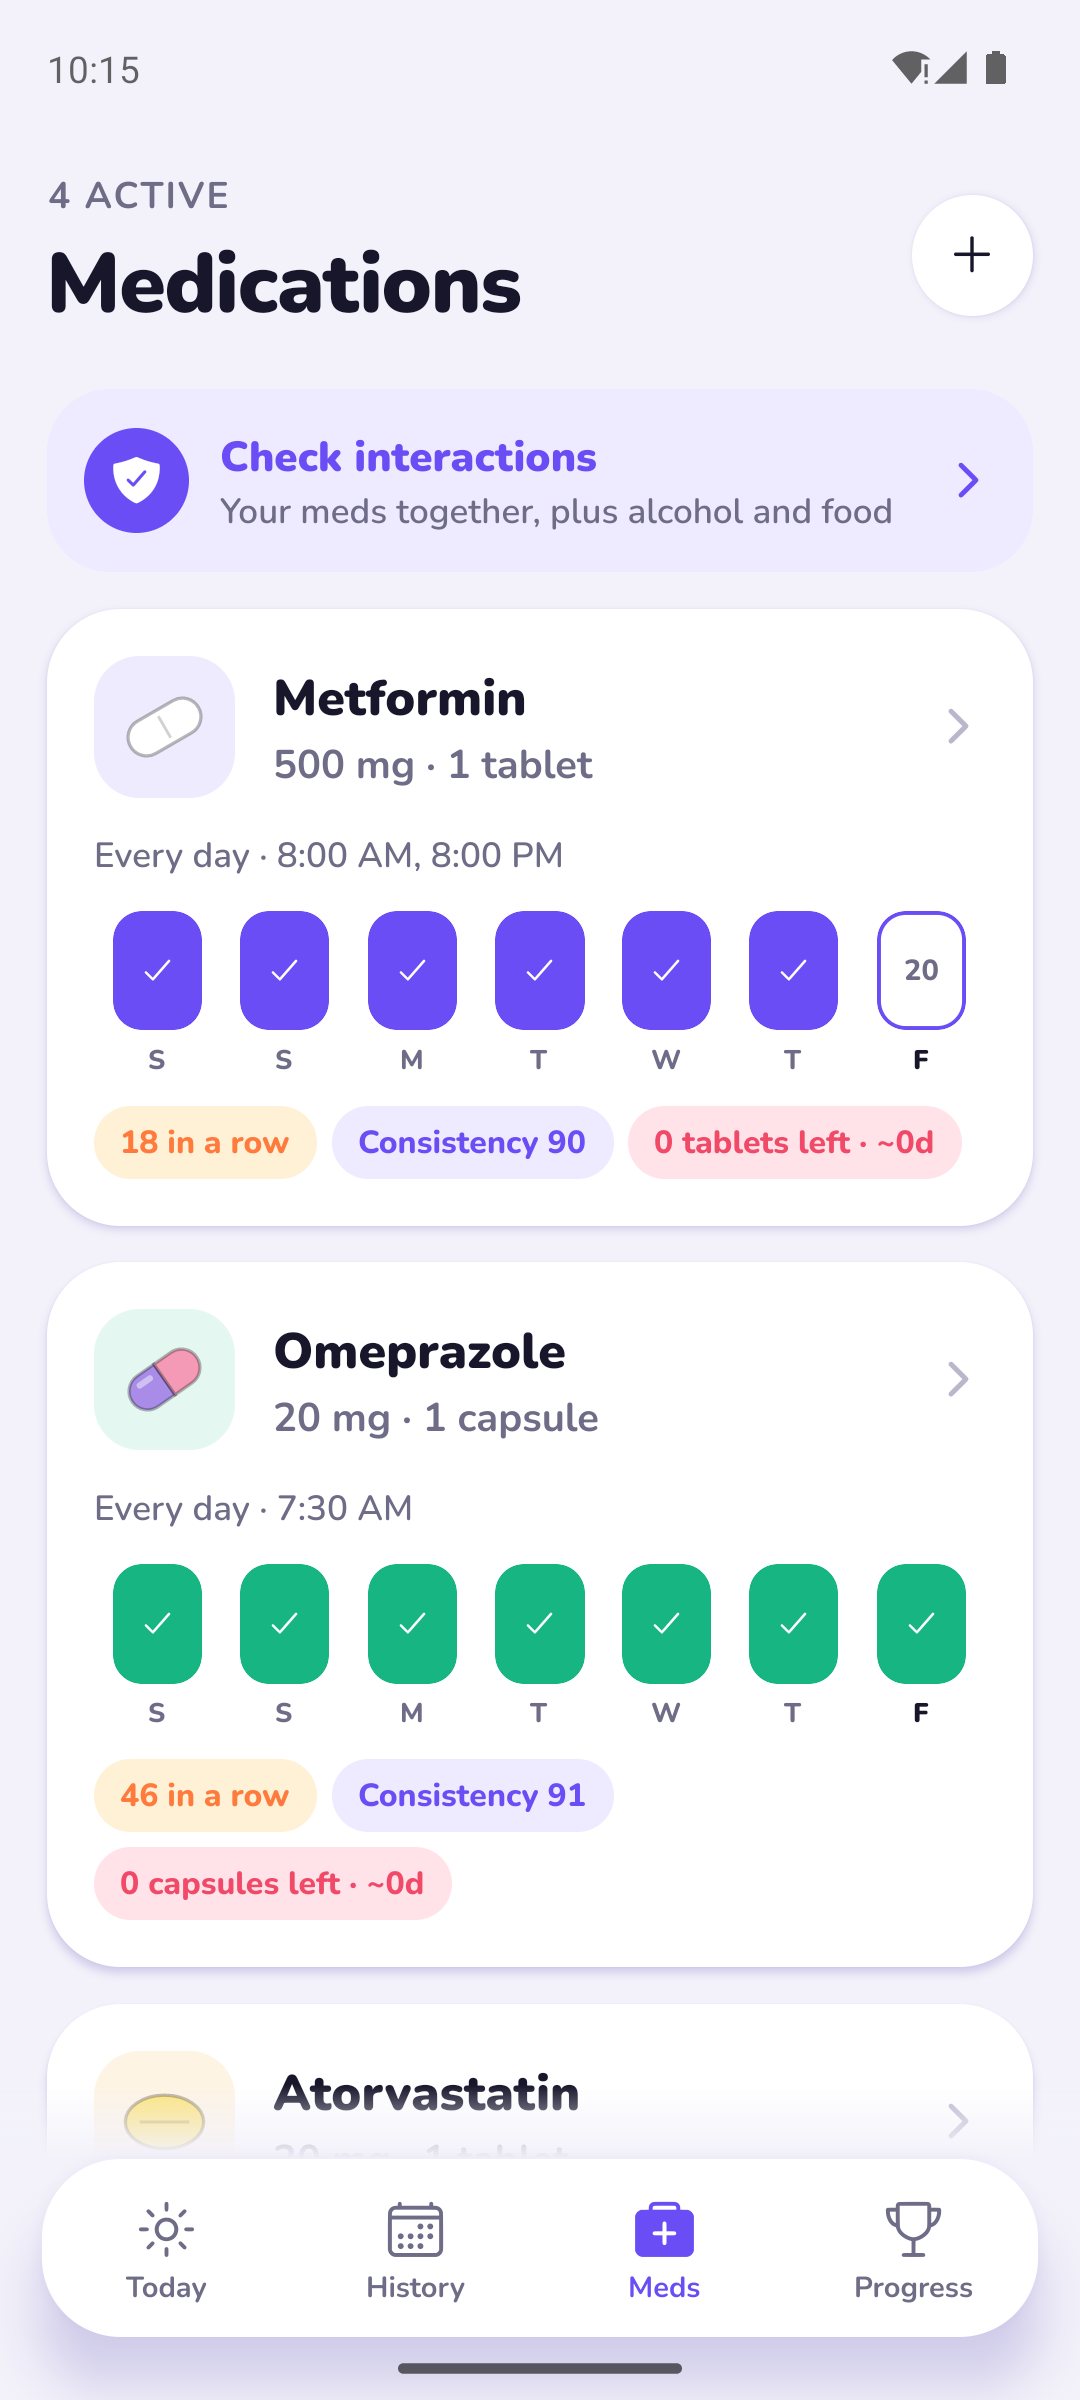 10:15
4 ACTIVE
Medications
Check interactions
Your meds together, plus alcohol and food
Metformin
500 mg · 1 tablet
Every day · 8:00 AM, 8:00 PM
20
S S M T W T F
18 in a row
Consistency 90
0 tablets left · ~0d
Omeprazole
20 mg · 1 capsule
Every day · 7:30 AM
S S M T W T F
46 in a row
Consistency 91
0 capsules left · ~0d
Atorvastatin
Today
History
Meds
Progress